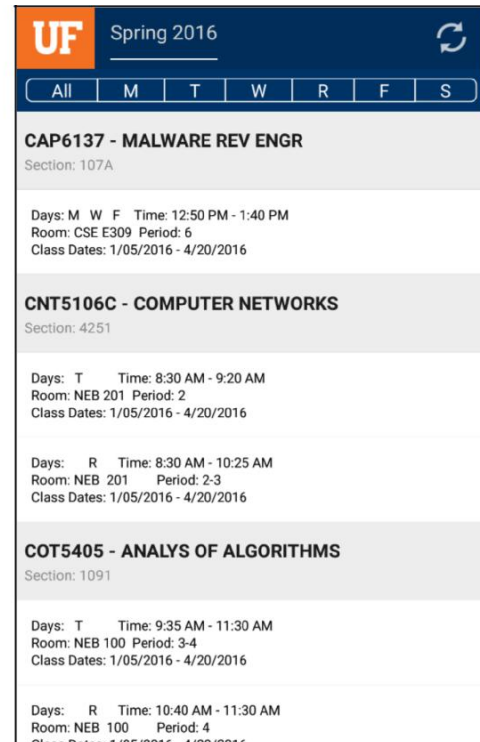 UF Spring 2016
All M T W R F S
CAP6137 - MALWARE REV ENGR
Section: 107A
Days: M W F Time: 12:50 PM - 1:40 PM
Room: CSE E309 Period: 6
Class Dates: 1/05/2016 - 4/20/2016
CNT5106C - COMPUTER NETWORKS
Section: 4251
Days: T Time: 8:30 AM - 9:20 AM
Room: NEB 201 Period: 2
Class Dates: 1/05/2016 - 4/20/2016
Days: R Time: 8:30 AM - 10:25 AM
Room: NEB 201 Period: 2-3
Class Dates: 1/05/2016 - 4/20/2016
COT5405 - ANALYS OF ALGORITHMS
Section: 1091
Days: T Time: 9:35 AM - 11:30 AM
Room: NEB 100 Period: 3-4
Class Dates: 1/05/2016 - 4/20/2016
Days: R Time: 10:40 AM - 11:30 AM
Room: NEB 100 Period: 4